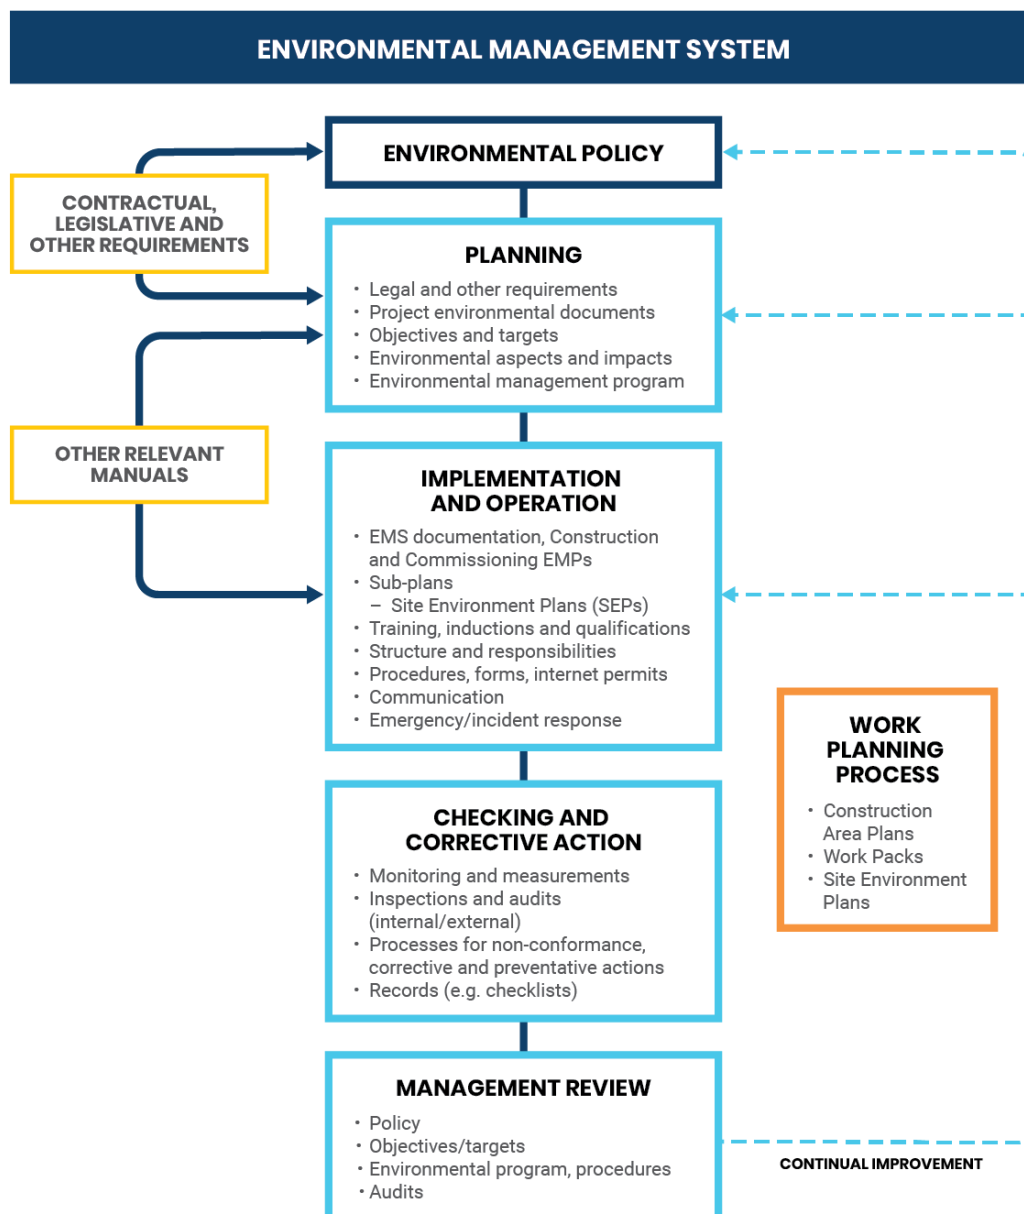 ENVIRONMENTAL MANAGEMENT SYSTEM
ENVIRONMENTAL POLICY
CONTRACTUAL,
LEGISLATIVE AND
OTHER REQUIREMENTS
PLANNING
• Legal and other requirements
• Project environmental documents
• Objectives and targets
• Environmental aspects and impacts
• Environmental management program
OTHER RELEVANT
MANUALS
IMPLEMENTATION
AND OPERATION
• EMS documentation, Construction
and Commissioning EMPs
• Sub-plans
– Site Environment Plans (SEPs)
• Training, inductions and qualifications
• Structure and responsibilities
• Procedures, forms, internet permits
• Communication
• Emergency/incident response
WORK
PLANNING
PROCESS
• Construction
Area Plans
• Work Packs
• Site Environment
Plans
CHECKING AND
CORRECTIVE ACTION
• Monitoring and measurements
• Inspections and audits
(internal/external)
• Processes for non-conformance,
corrective and preventative actions
• Records (e.g. checklists)
MANAGEMENT REVIEW
• Policy
• Objectives/targets
• Environmental program, procedures
• Audits
CONTINUAL IMPROVEMENT